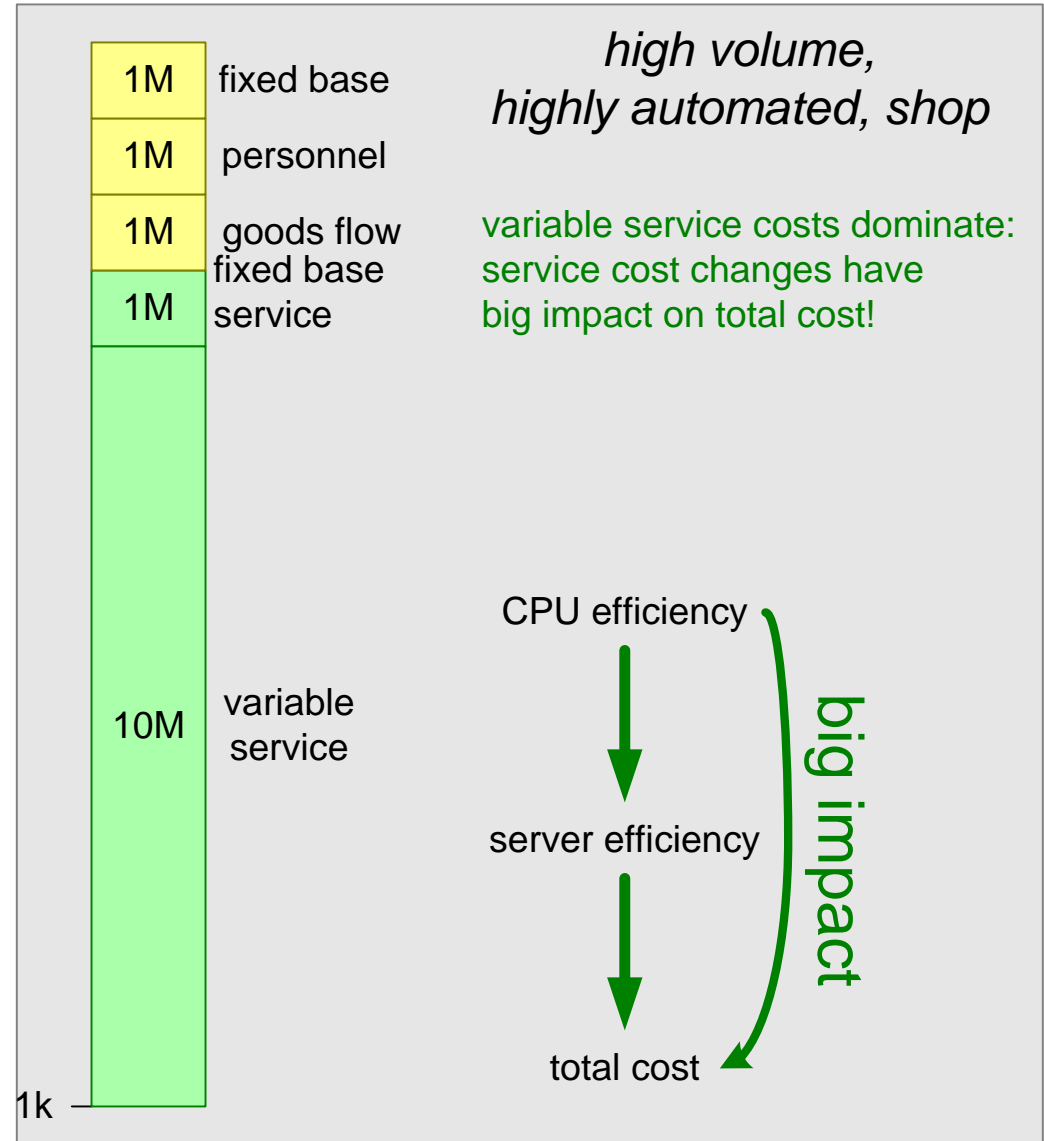 high volume,
highly automated, shop
1M fixed base
1M personnel
1M goods flow
fixed base
1M service
variable service costs dominate:
service cost changes have
big impact on total cost!
10M variable
service
CPU efficiency
server efficiency
total cost
big impact
1k